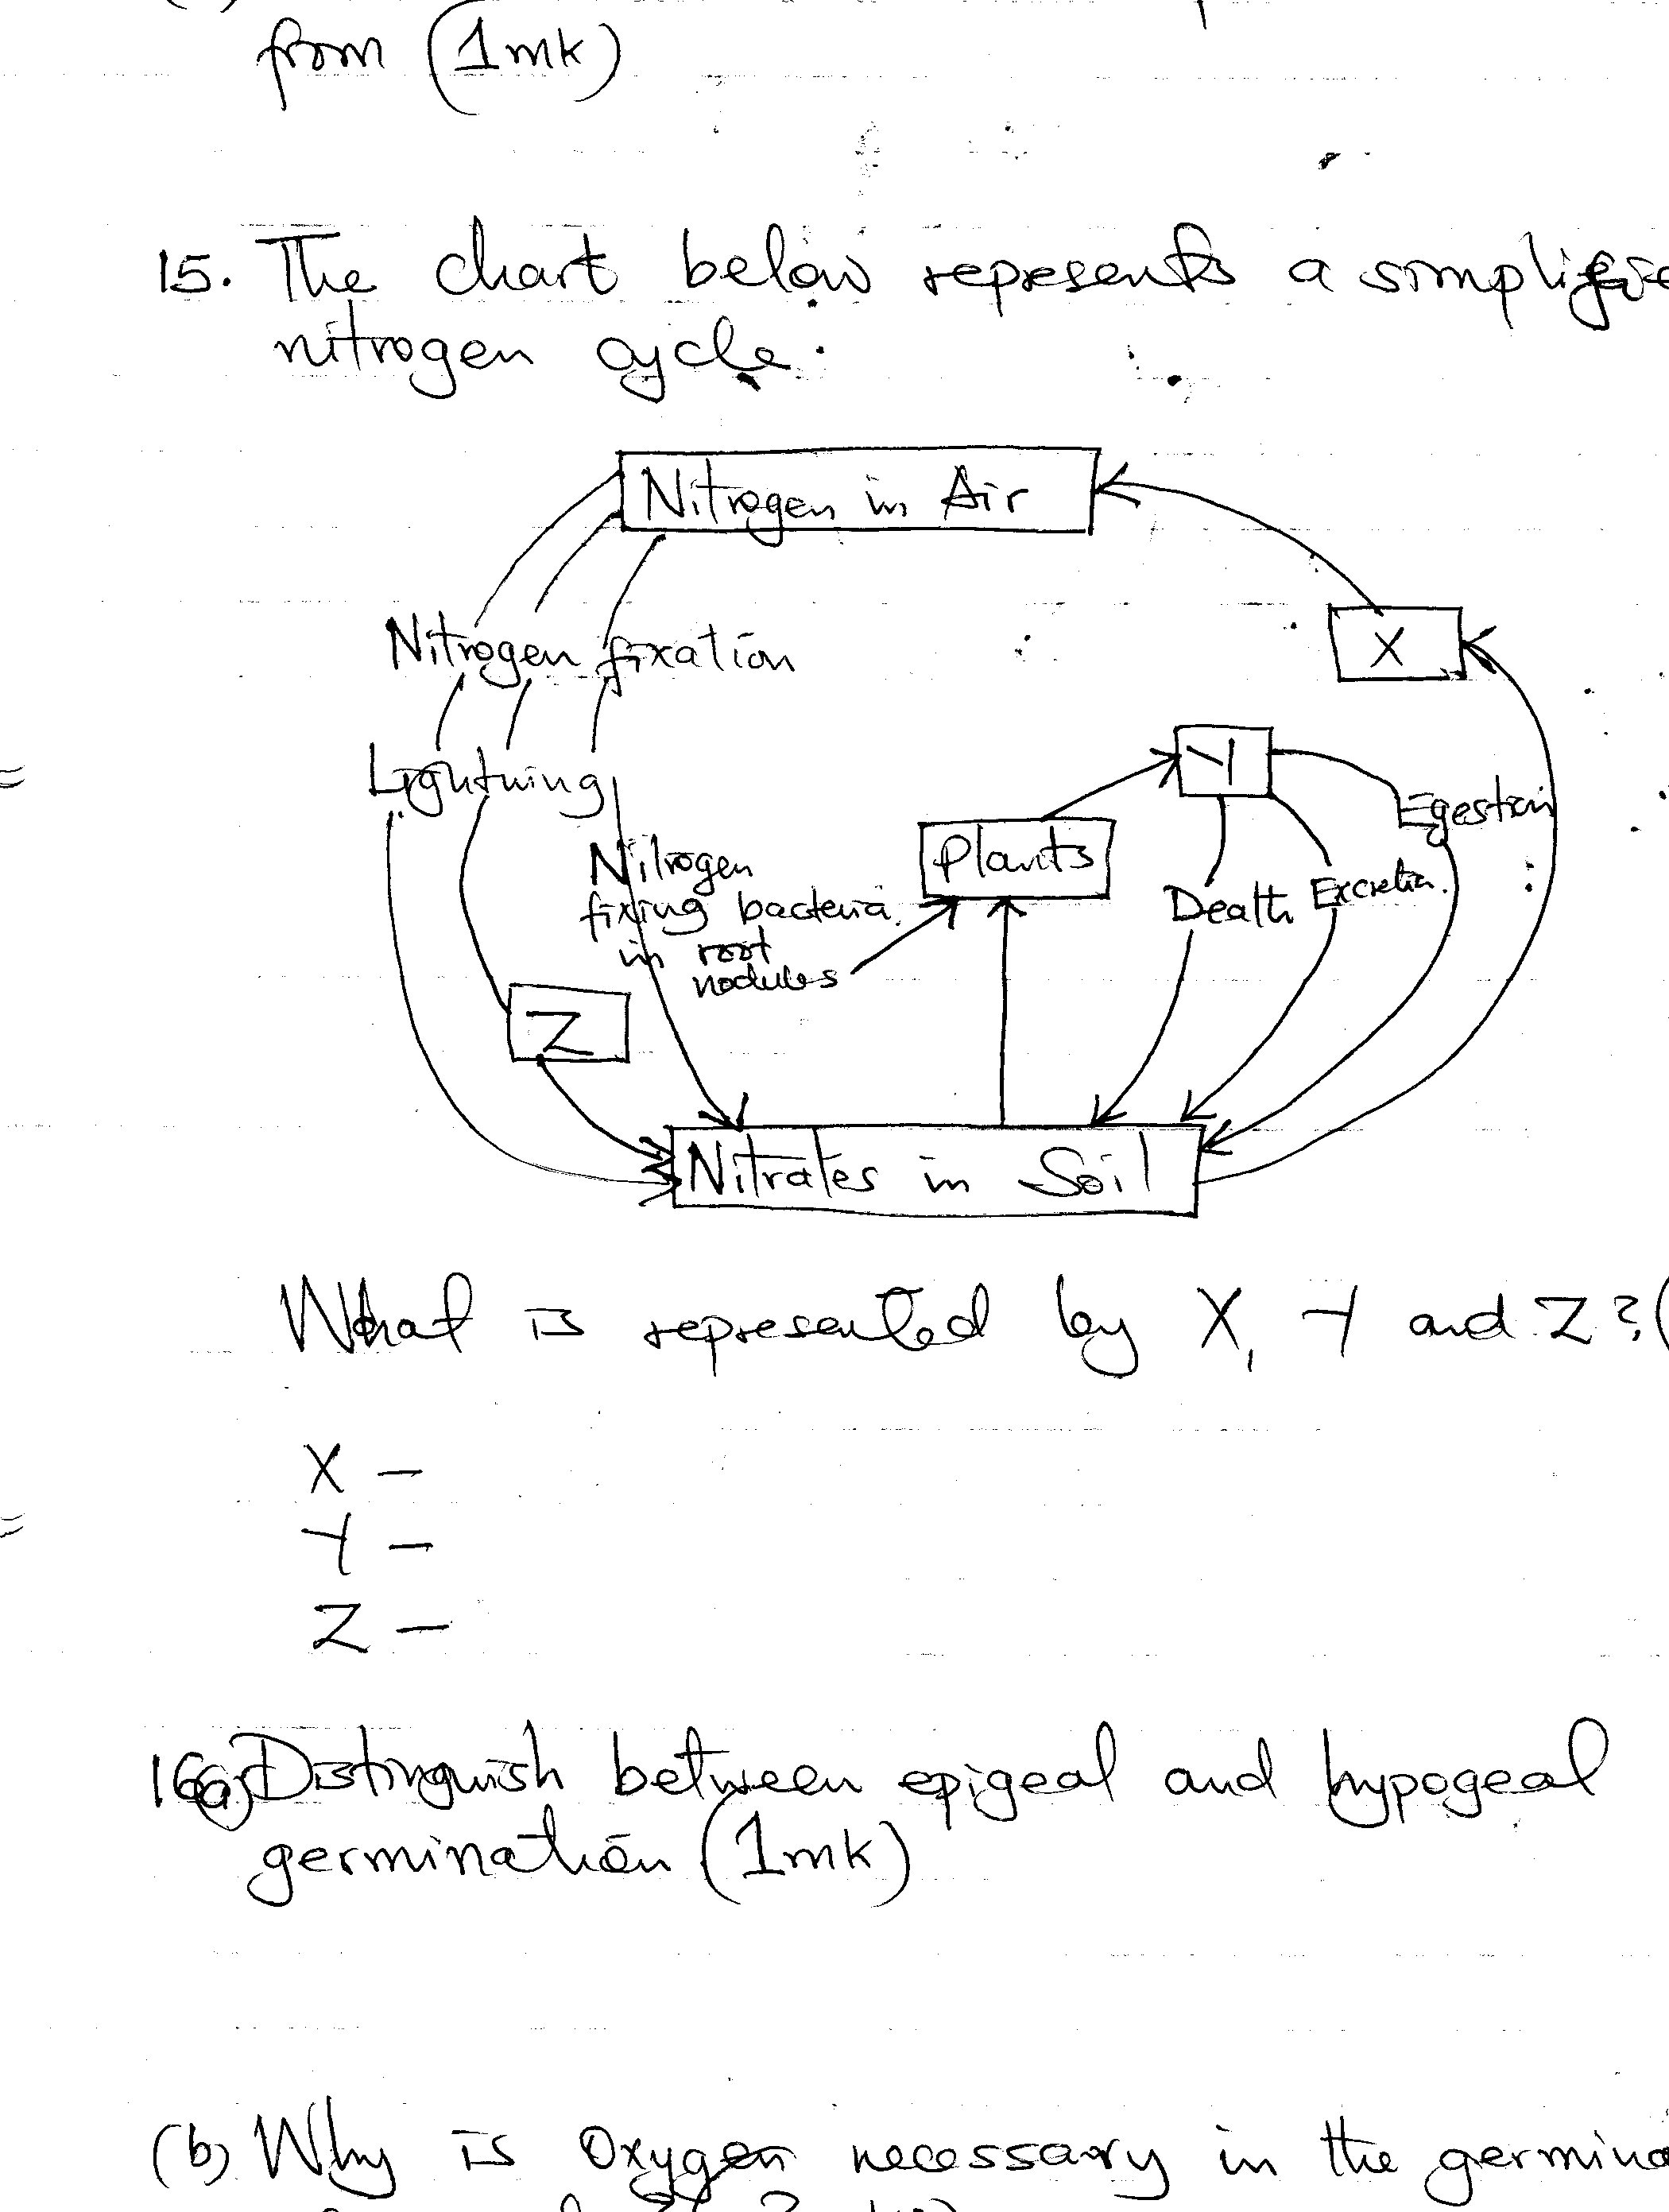 from (1mk)
15. The chart below represents a
nitrogen cycle.
Nitrogen in Air
Nitrogen fixation
X
Lightning
Y
Egestion
Nitrogen
fixing bacteria
in root
nodules
Plants
Death
Excretion.
Z
Nitrates in Soil
What is represented by X, Y and Z? (
X –
Y –
Z –
16(a) Distinguish between epigeal and hypogeal
germination (1mk)
(b) Why is Oxygen necessary in the